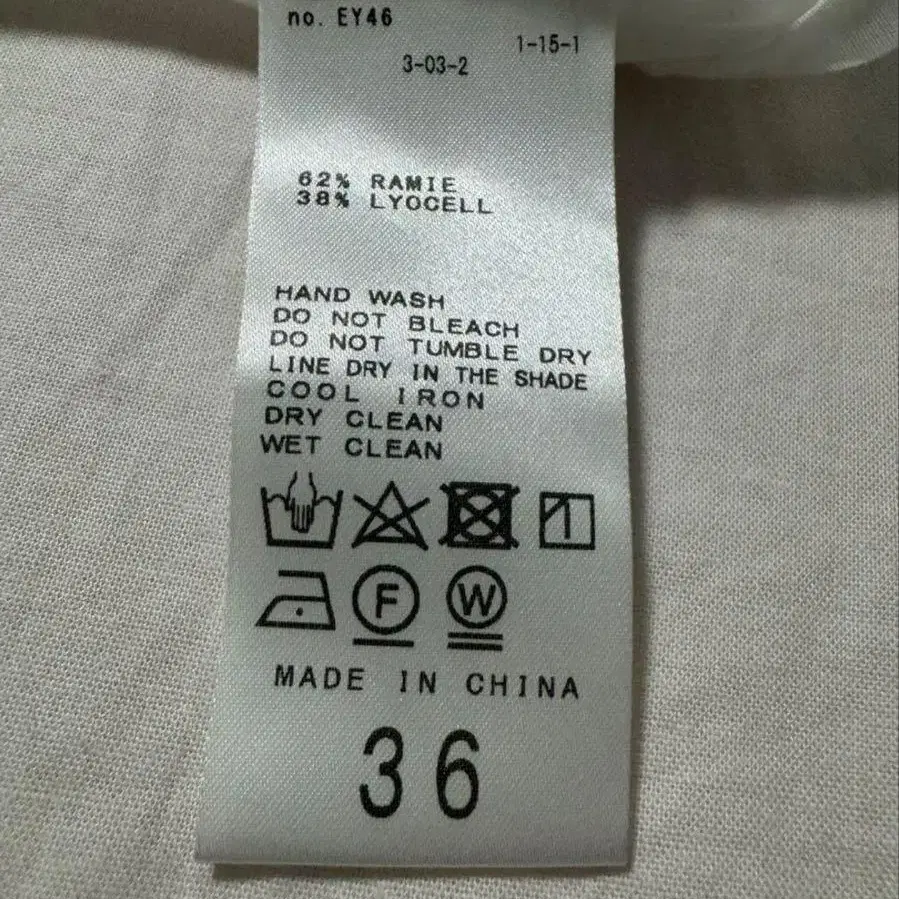 no. EY46
1-15-1
3-03-2
62% RAMIE
38% LYOCELL
HAND WASH
DO NOT BLEACH
DO NOT TUMBLE DRY
LINE DRY IN THE SHADE
COOL IRON
DRY CLEAN
WET CLEAN
F W
MADE IN CHINA
36